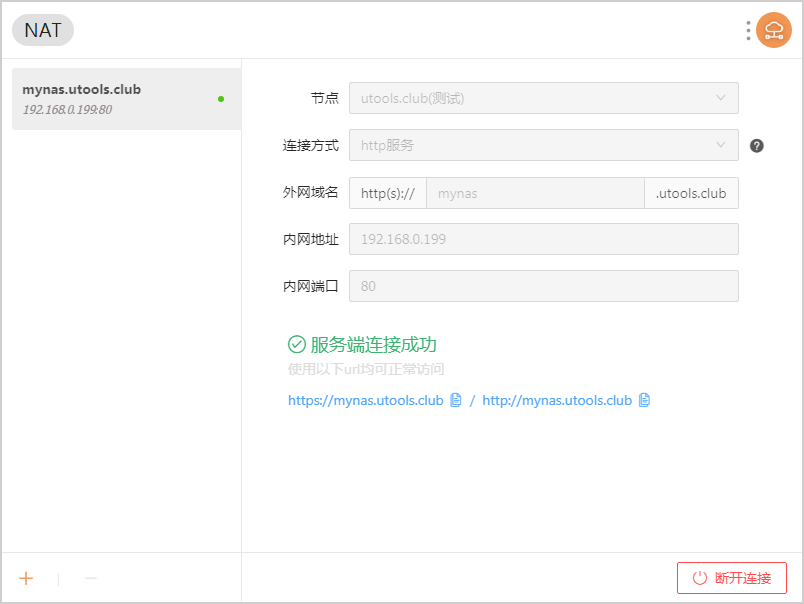 NAT
mynas.utools.club
192.168.0.199:80
节点 utools.club(测试)
连接方式 http服务 ?
外网域名 http(s):// mynas .utools.club
内网地址 192.168.0.199
内网端口 80
服务端连接成功
使用以下url均可正常访问
https://mynas.utools.club / http://mynas.utools.club
断开连接